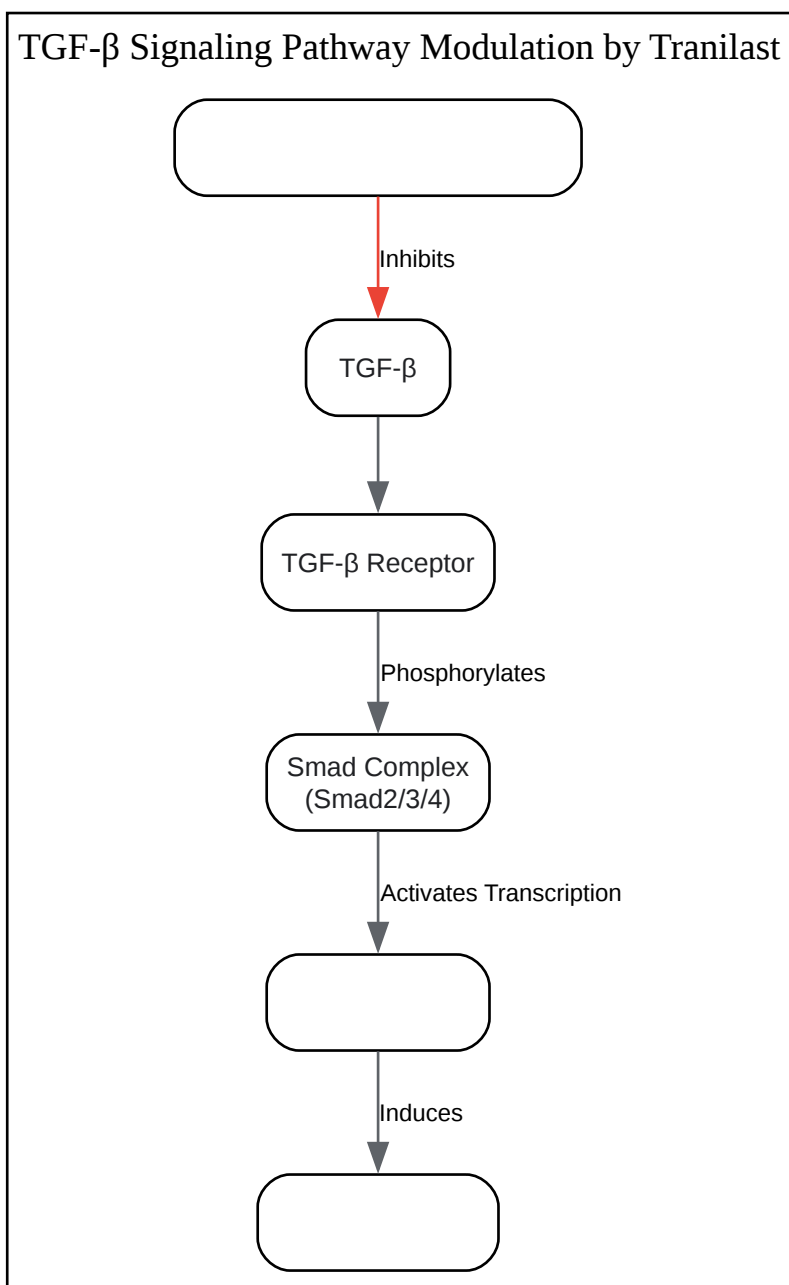 TGF-β Signaling Pathway Modulation by Tranilast
Inhibits
TGF-β
TGF-β Receptor
Phosphorylates
Smad Complex
(Smad2/3/4)
Activates Transcription
Induces